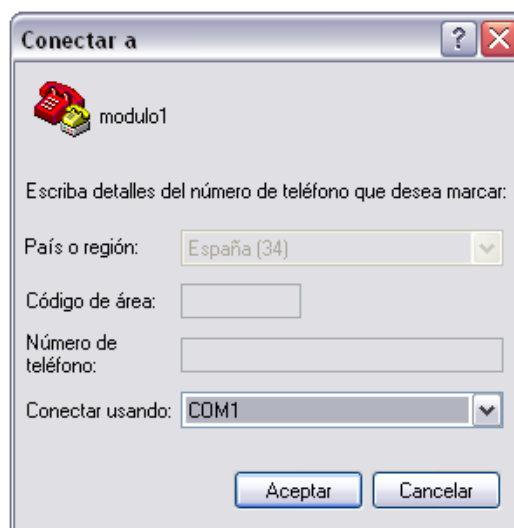 Conectar a
?
modulo1
Escriba detalles del número de teléfono que desea marcar:
País o región:
España (34)
Código de área:
Número de
teléfono:
Conectar usando:
COM1
Aceptar
Cancelar